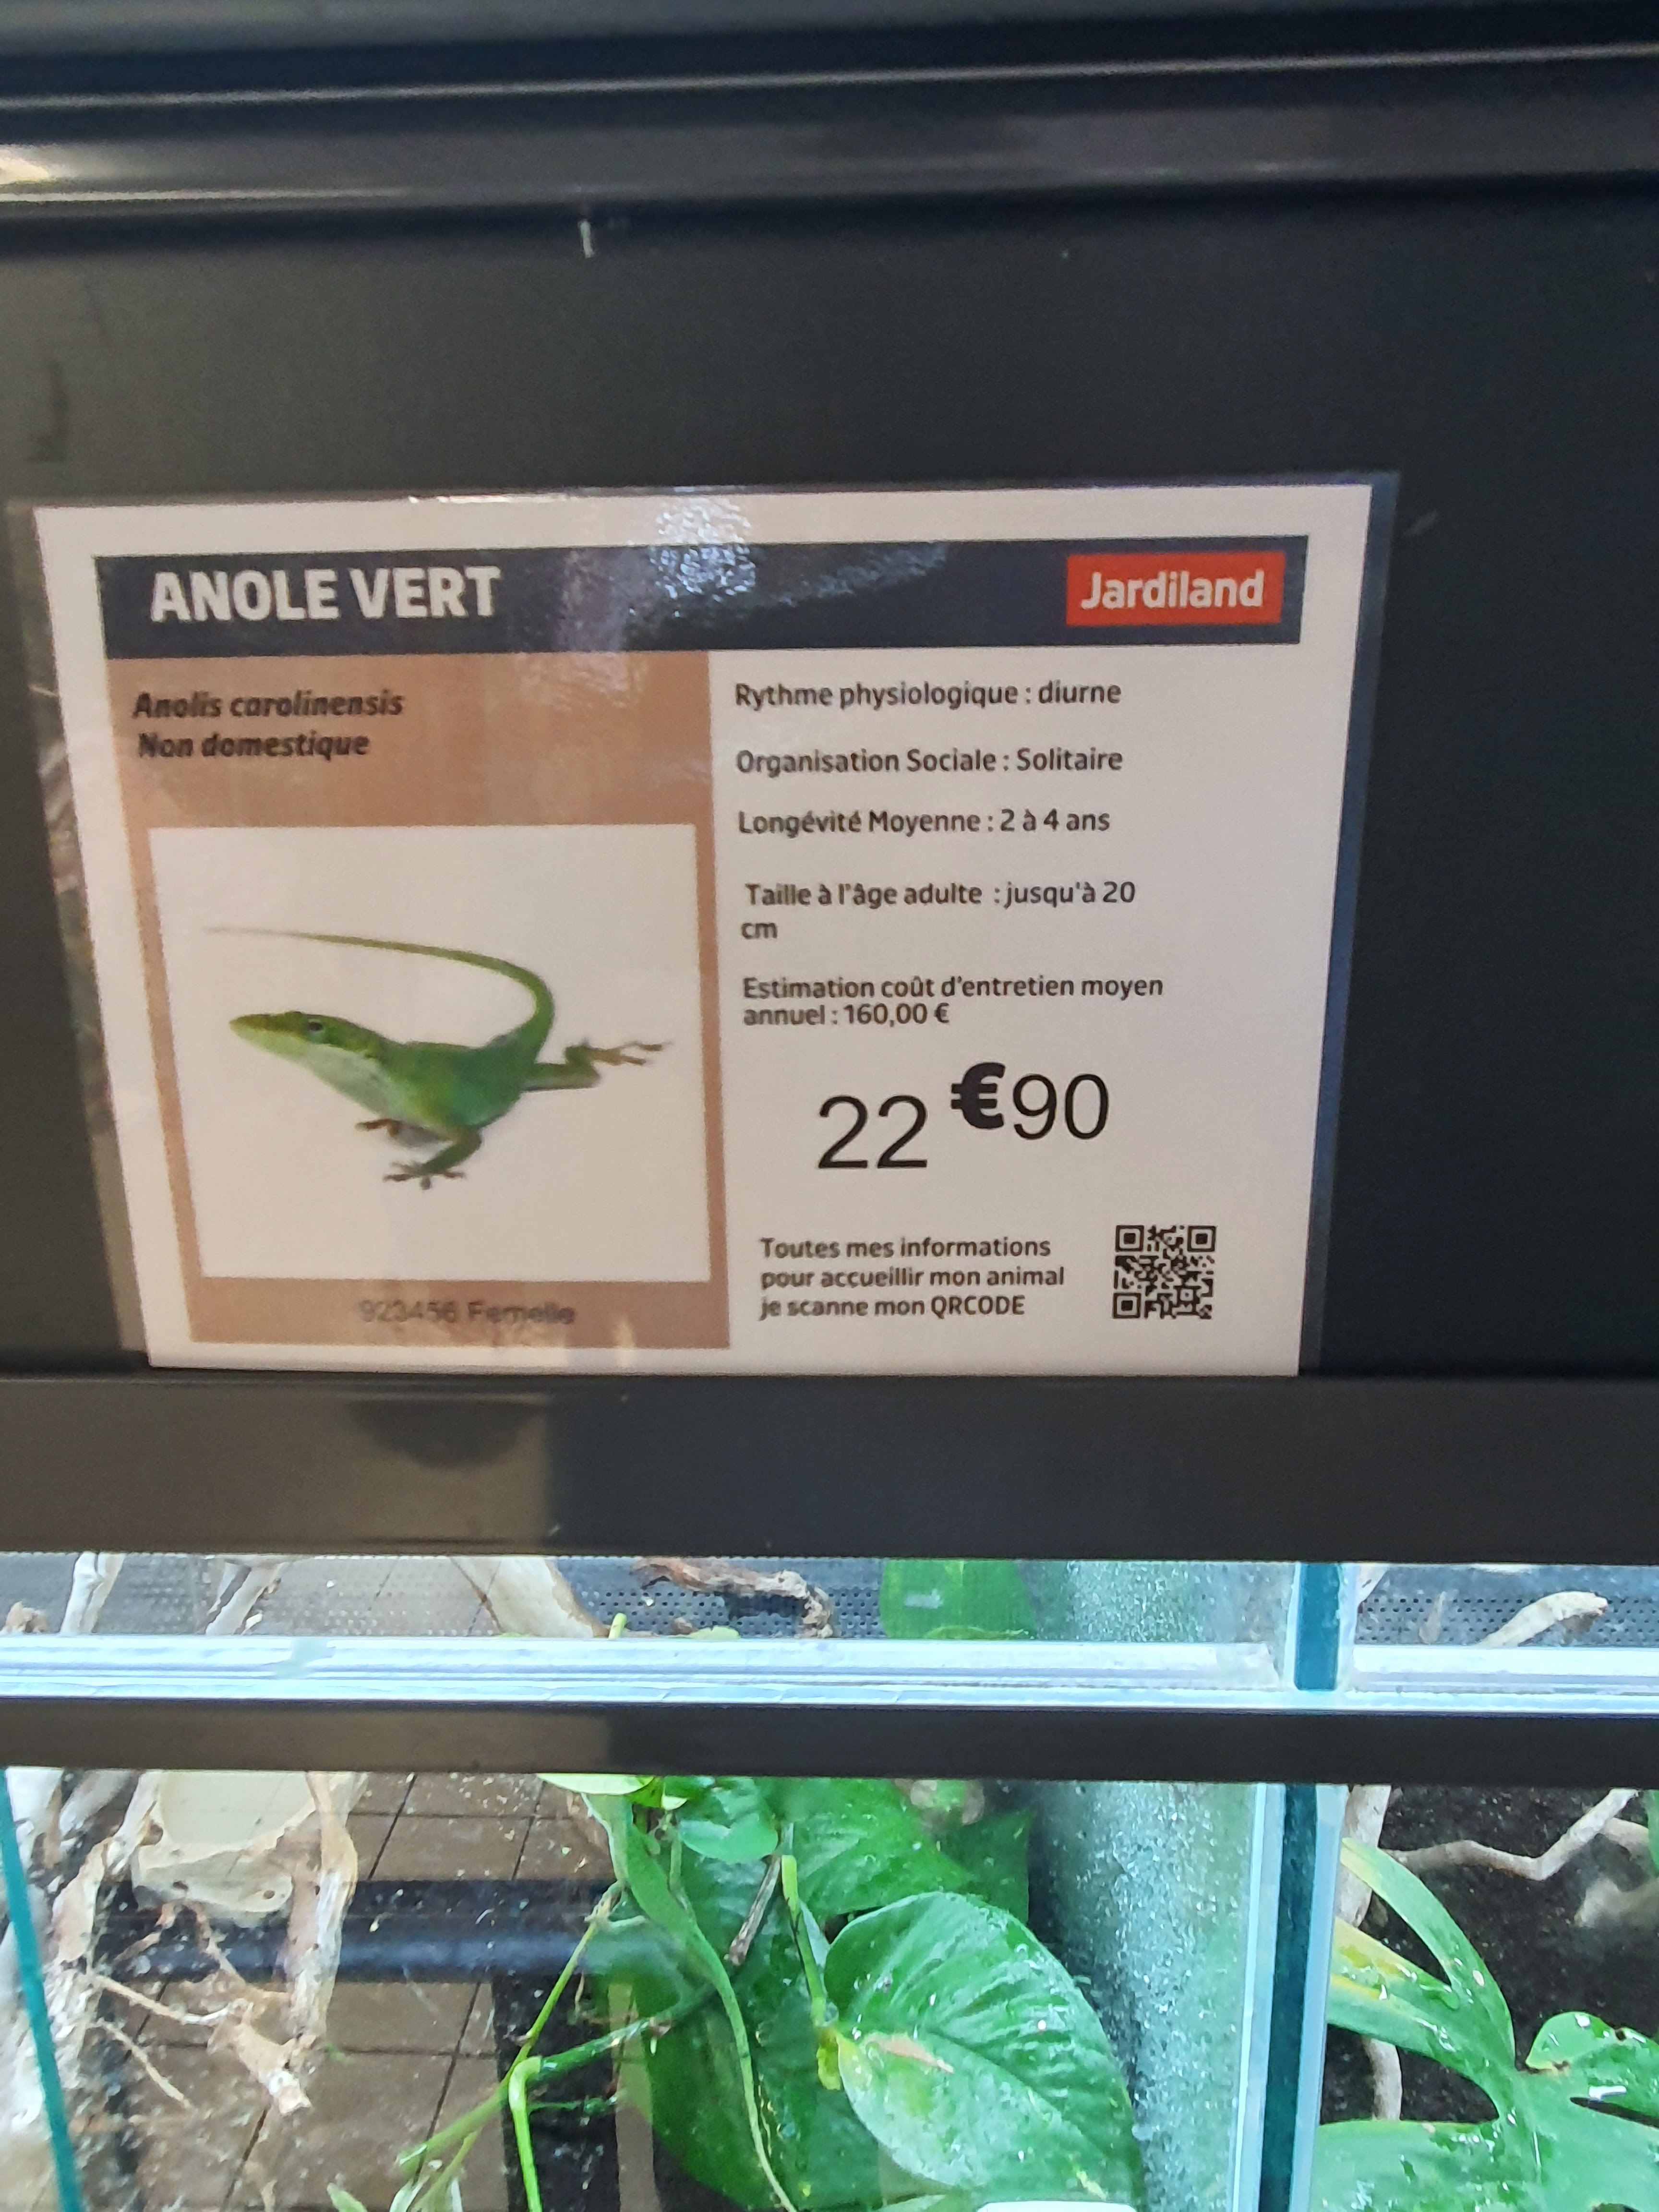 ANOLE VERT
Jardiland
Anolis carolinensis
Non domestique
Rythme physiologique : diurne
Organisation Sociale : Solitaire
Longévité Moyenne : 2 à 4 ans
Taille à l'âge adulte : jusqu'à 20
cm
Estimation coût d'entretien moyen
annuel : 160,00 €
22 €90
Toutes mes informations
pour accueillir mon animal
je scanne mon QRCODE
923456 Femelle